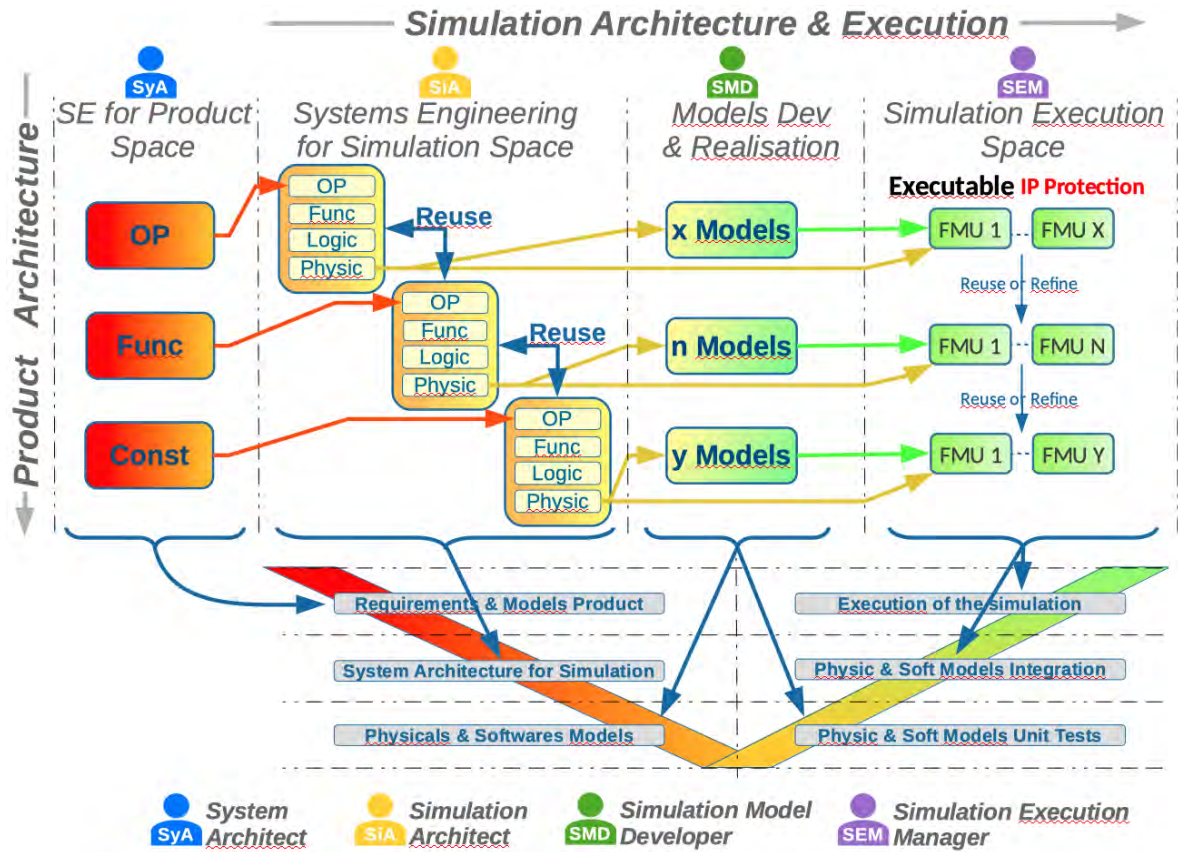 Simulation Architecture & Execution
Product Architecture
SyA
SE for Product
Space
SiA
Systems Engineering
for Simulation Space
SMD
Models Dev
& Realisation
SEM
Simulation Execution
Space
Executable IP Protection
OP
Func
Const
OP
Func
Logic
Physic
Reuse
OP
Func
Logic
Physic
Reuse
OP
Func
Logic
Physic
x Models
n Models
y Models
FMU 1
FMU X
Reuse or Refine
FMU 1
FMU N
Reuse or Refine
FMU 1
FMU Y
Requirements & Models Product
Execution of the simulation
System Architecture for Simulation
Physic & Soft Models Integration
Physicals & Softwares Models
Physic & Soft Models Unit Tests
SyA
System
Architect
SiA
Simulation
Architect
SMD
Simulation Model
Developer
SEM
Simulation Execution
Manager